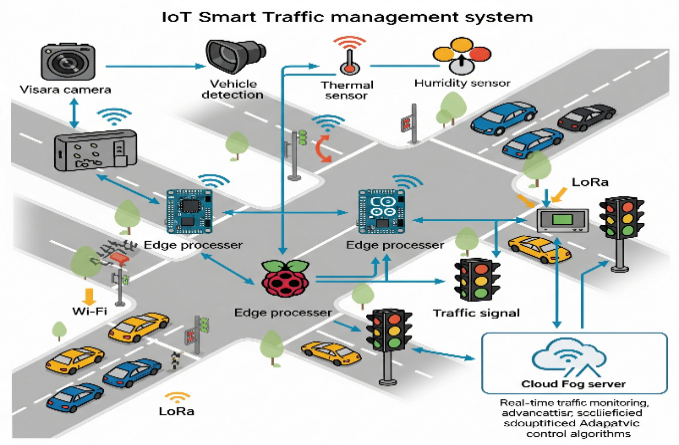 IoT Smart Traffic management system
Visara camera
Vehicle
detection
Thermal
sensor
Hurridity sensor
LoRa
Edge processer
Edge processer
Wi-Fi
Edge processer
Traffic signal
LoRa
Cloud Fog server
Real-time traffic monitoring,
advancattisr, sccliieficied
sdouptificed Adapatvic
control algorithms